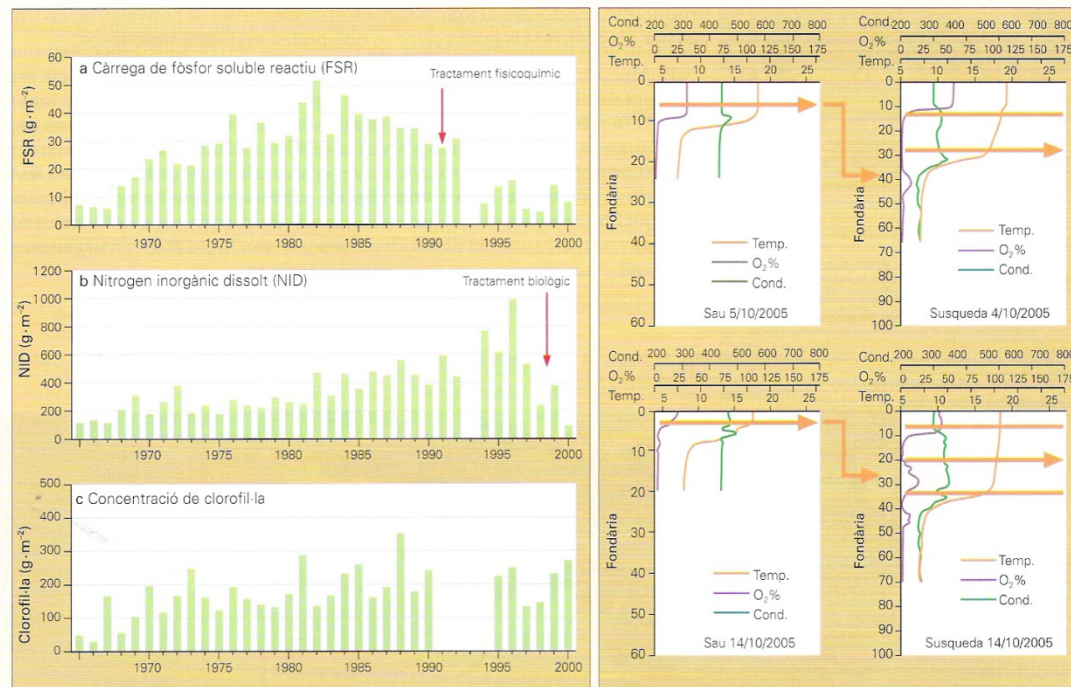 a Càrrega de fòsfor soluble reactiu (FSR)
Tractament fisicoquímic
FSR (g·m⁻²)
60
50
40
30
20
10
0
1970 1975 1980 1985 1990 1995 2000
b Nitrogen inorgànic dissolt (NID)
Tractament biològic
NID (g·m⁻²)
1200
1000
800
600
400
200
0
1970 1975 1980 1985 1990 1995 2000
c Concentració de clorofil·la
Clorofil·la (g·m⁻²)
500
400
300
200
100
0
1970 1975 1980 1985 1990 1995 2000
Cond. 200 300 400 500 600 700 800
O₂% 0 25 50 75 100 125 150 175
Temp. 5 10 15 20 25
Fondària
0
10
20
30
40
50
60
Temp.
O₂%
Cond.
Sau 5/10/2005
200 300 400 500 600 700 800
0 25 50 75 100 125 150 175
5 10 15 20 25
Fondària
0
10
20
30
40
50
60
70
80
90
100
Temp.
O₂%
Cond.
Susqueda 4/10/2005
Cond. 200 300 400 500 600 700 800
O₂% 0 25 50 75 100 125 150 175
Temp. 5 10 15 20 25
Fondària
0
10
20
30
40
50
60
Temp.
O₂%
Cond.
Sau 14/10/2005
200 300 400 500 600 700 800
0 25 50 75 100 125 150 175
5 10 15 20 25
Fondària
0
10
20
30
40
50
60
70
80
90
100
Temp.
O₂%
Cond.
Susqueda 14/10/2005